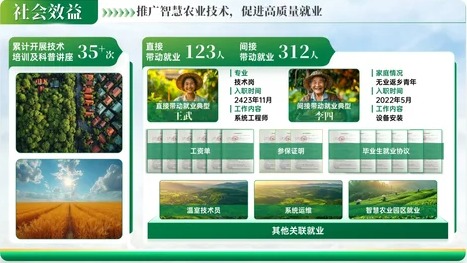 社会效益
推广智慧农业技术,促进高质量就业
累计开展技术
培训及科普讲座 35+次
直接
带动就业 123人
间接
带动就业 312人
专业
技术岗
入职时间
2423年11月
工作内容
系统工程师
直接带动就业典型
王武
家庭情况
无业返乡青年
入职时间
2022年5月
工作内容
设备安装
间接带动就业典型
李四
工资单
参保证明
毕业生就业协议
温室技术员
系统运维
智慧农业园区就业
其他关联就业